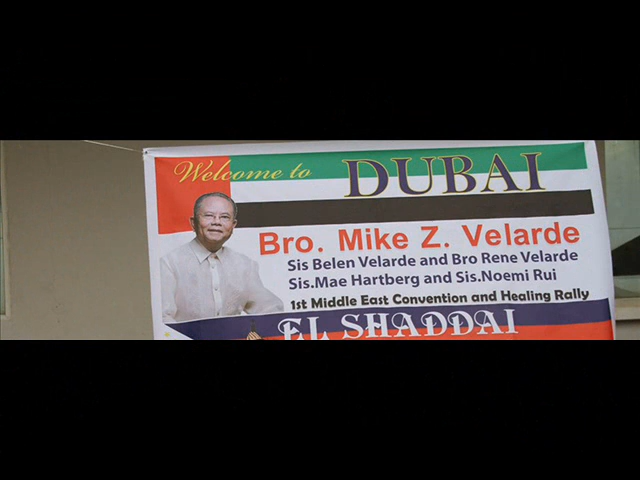 Welcome to DUBAI
Bro. Mike Z. Velarde
Sis Belen Velarde and Bro Rene Velarde
Sis.Mae Hartberg and Sis.Noemi Rui
1st Middle East Convention and Healing Rally
EL SHADDAI